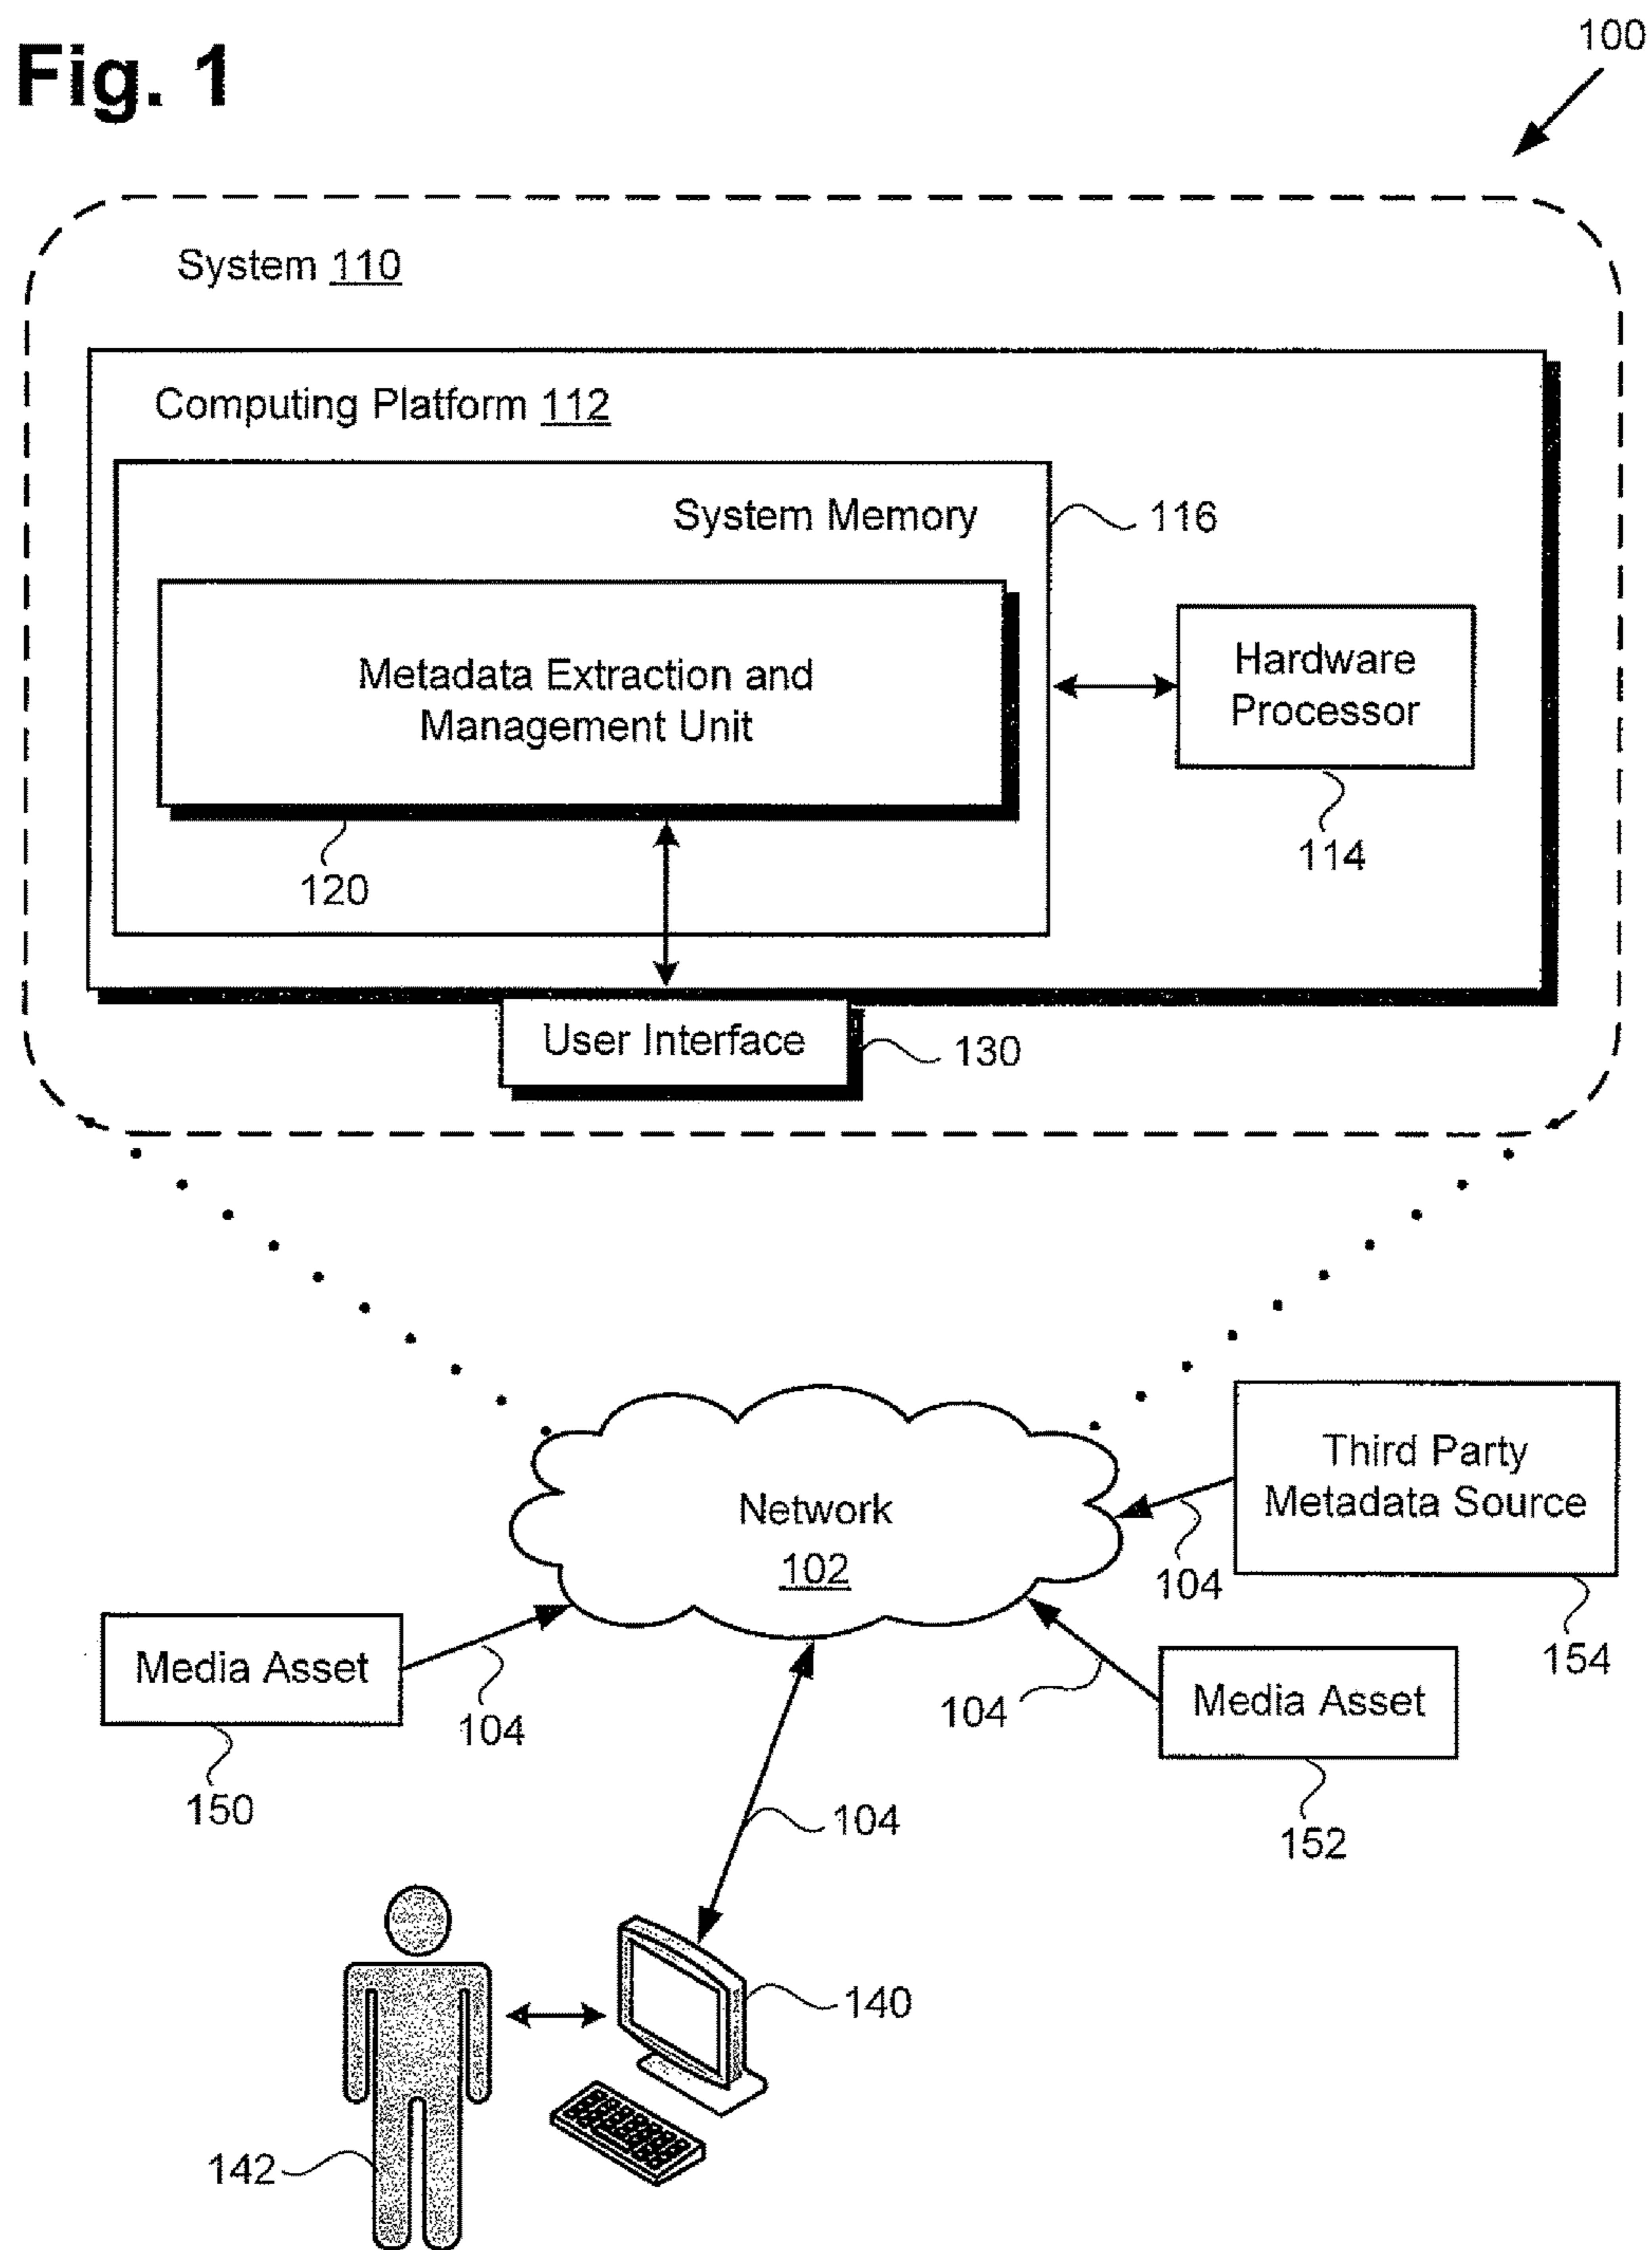 Fig. 1
100
System 110
Computing Platform 112
System Memory
116
Metadata Extraction and
Management Unit
Hardware
Processor
120
114
User Interface
130
Network
102
Third Party
Metadata Source
104
154
Media Asset
104
150
104
Media Asset
152
104
140
142